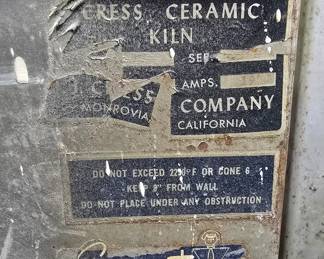 CRESS CERAMIC
KILN
SER.
AMPS.
CRESS COMPANY
MONROVIA CALIFORNIA
DO NOT EXCEED 2250°F OR CONE 6
KEEP 8" FROM WALL
DO NOT PLACE UNDER ANY OBSTRUCTION